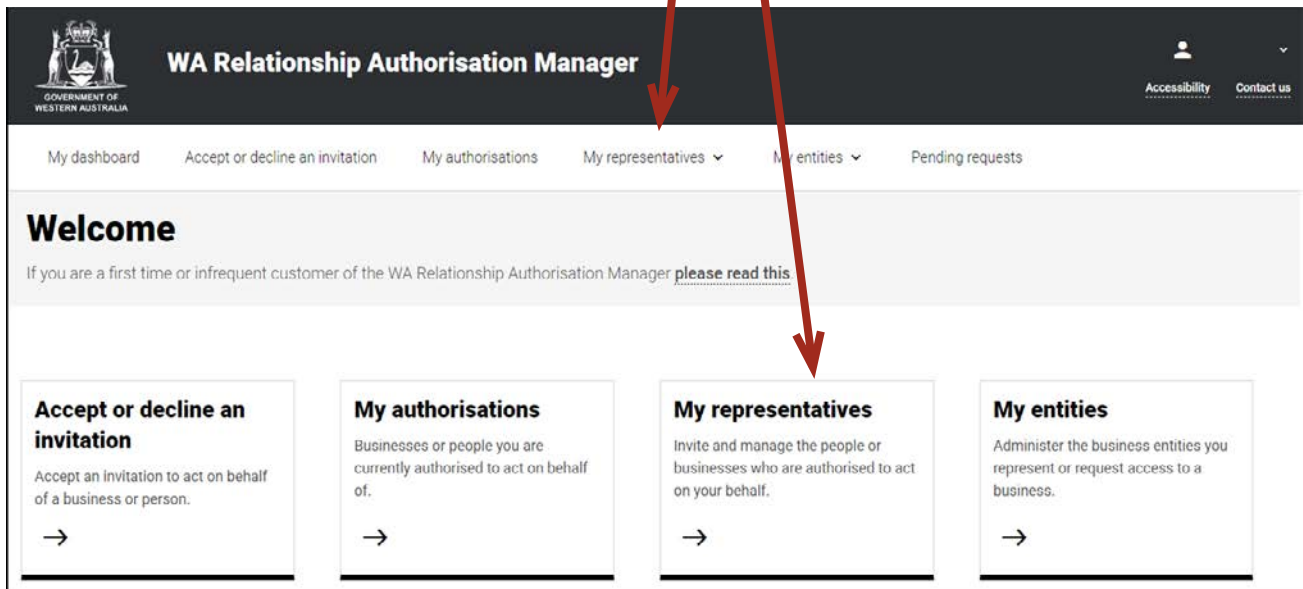 GOVERNMENT OF
WESTERN AUSTRALIA
WA Relationship Authorisation Manager
Accessibility
Contact us
My dashboard
Accept or decline an invitation
My authorisations
My representatives
My entities
Pending requests
Welcome
If you are a first time or infrequent customer of the WA Relationship Authorisation Manager please read this.
Accept or decline an
invitation
Accept an invitation to act on behalf
of a business or person.
My authorisations
Businesses or people you are
currently authorised to act on behalf
of.
My representatives
Invite and manage the people or
businesses who are authorised to act
on your behalf.
My entities
Administer the business entities you
represent or request access to a
business.